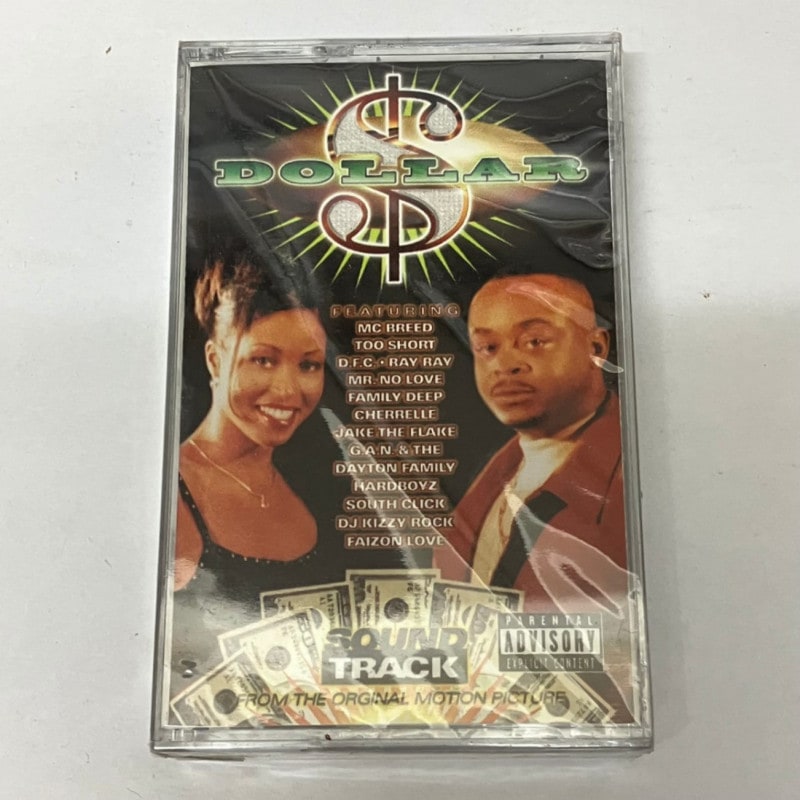 $
DOLLAR
FEATURING
MC BREED
TOO SHORT
D.F.C. • RAY RAY
MR. NO LOVE
FAMILY DEEP
CHERRELLE
JAKE THE FLAKE
G.A.N. & THE
DAYTON FAMILY
HARDBOYZ
SOUTH CLICK
DJ KIZZY ROCK
FAIZON LOVE
SOUND
TRACK
PARENTAL
ADVISORY
EXPLICIT CONTENT
FROM THE ORGINAL MOTION PICTURE